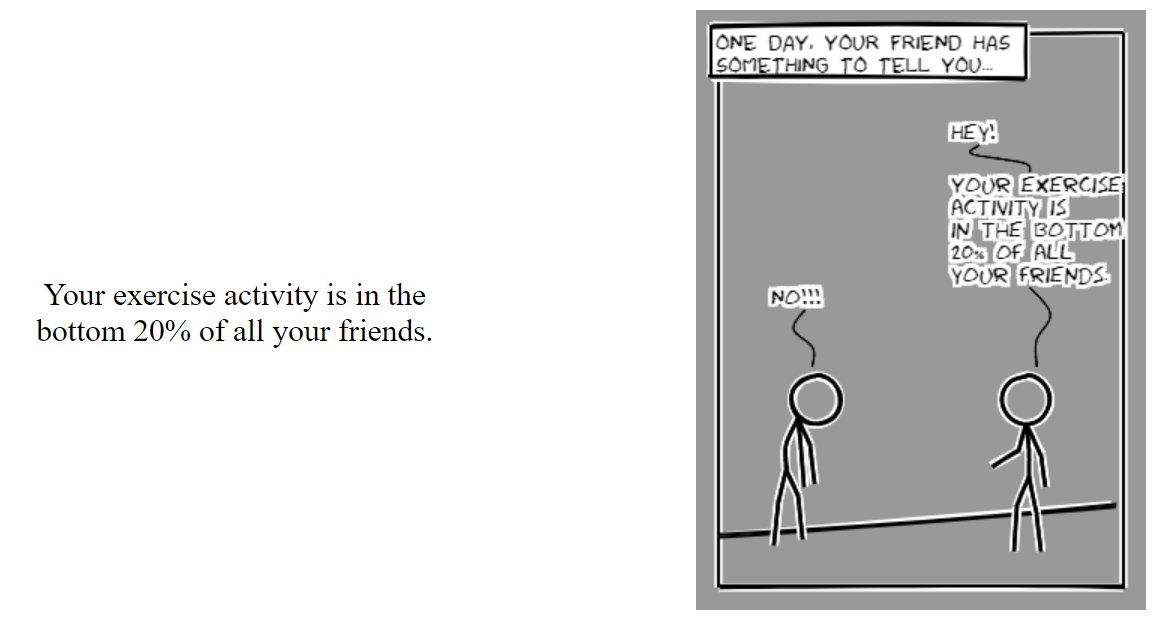 Your exercise activity is in the
bottom 20% of all your friends.
ONE DAY, YOUR FRIEND HAS
SOMETHING TO TELL YOU...
HEY!
YOUR EXERCISE
ACTIVITY IS
IN THE BOTTOM
20% OF ALL
YOUR FRIENDS.
NO!!!